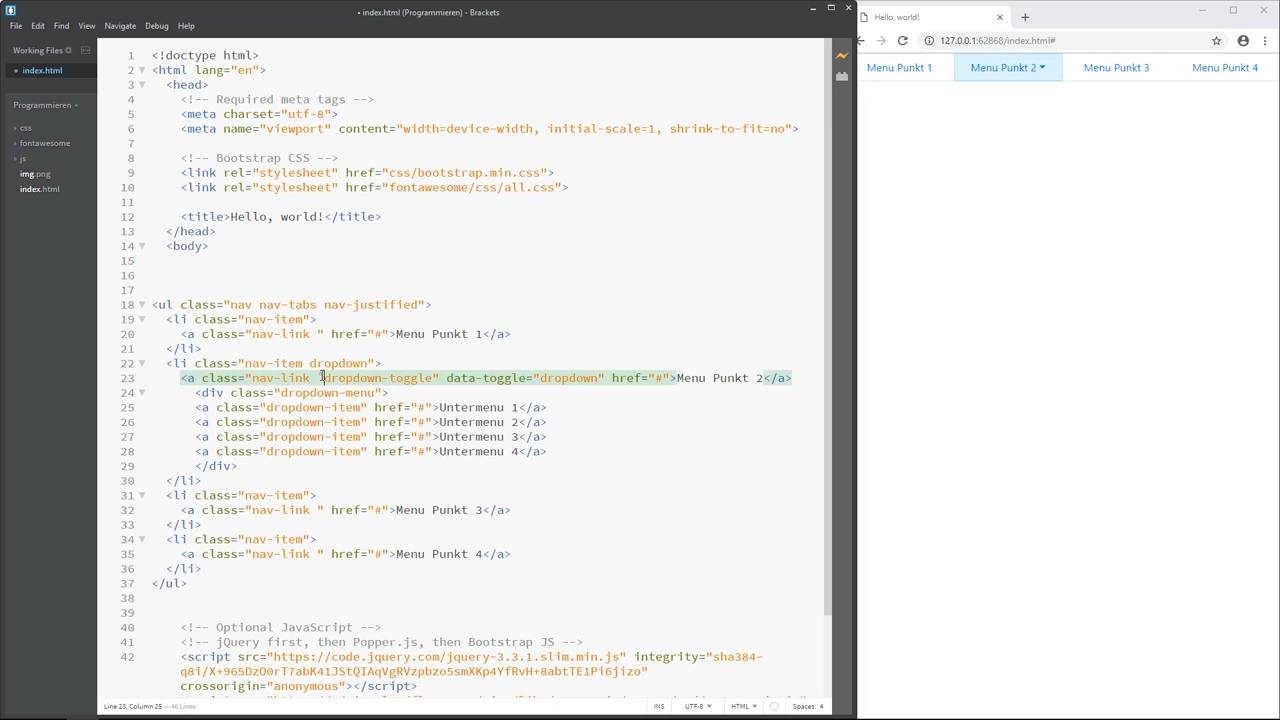 • index.html (Programmieren) - Brackets
File Edit Find View Navigate Debug Help
Working Files
• index.html
Programmieren
css
fontawesome
js
img.png
index.html
1 <!doctype html>
2 <html lang="en">
3 <head>
4 <!-- Required meta tags -->
5 <meta charset="utf-8">
6 <meta name="viewport" content="width=device-width, initial-scale=1, shrink-to-fit=no">
7
8 <!-- Bootstrap CSS -->
9 <link rel="stylesheet" href="css/bootstrap.min.css">
10 <link rel="stylesheet" href="fontawesome/css/all.css">
11
12 <title>Hello, world!</title>
13 </head>
14 <body>
15
16
17
18 <ul class="nav nav-tabs nav-justified">
19 <li class="nav-item">
20 <a class="nav-link " href="#">Menu Punkt 1</a>
21 </li>
22 <li class="nav-item dropdown">
23 <a class="nav-link dropdown-toggle" data-toggle="dropdown" href="#">Menu Punkt 2</a>
24 <div class="dropdown-menu">
25 <a class="dropdown-item" href="#">Untermenu 1</a>
26 <a class="dropdown-item" href="#">Untermenu 2</a>
27 <a class="dropdown-item" href="#">Untermenu 3</a>
28 <a class="dropdown-item" href="#">Untermenu 4</a>
29 </div>
30 </li>
31 <li class="nav-item">
32 <a class="nav-link " href="#">Menu Punkt 3</a>
33 </li>
34 <li class="nav-item">
35 <a class="nav-link " href="#">Menu Punkt 4</a>
36 </li>
37 </ul>
38
39
40 <!-- Optional JavaScript -->
41 <!-- jQuery first, then Popper.js, then Bootstrap JS -->
42 <script src="https://code.jquery.com/jquery-3.3.1.slim.min.js" integrity="sha384-
q8i/X+965DzO0rT7abK41JStQIAqVgRVzpbzo5smXKp4YfRvH+8abtTE1Pi6jizo"
crossorigin="anonymous"></script>
Line 23, Column 25 — 46 Lines
INS UTF-8 HTML Spaces: 4
Hello, world!
127.0.0.1:62868/index.html#
Menu Punkt 1 Menu Punkt 2 Menu Punkt 3 Menu Punkt 4